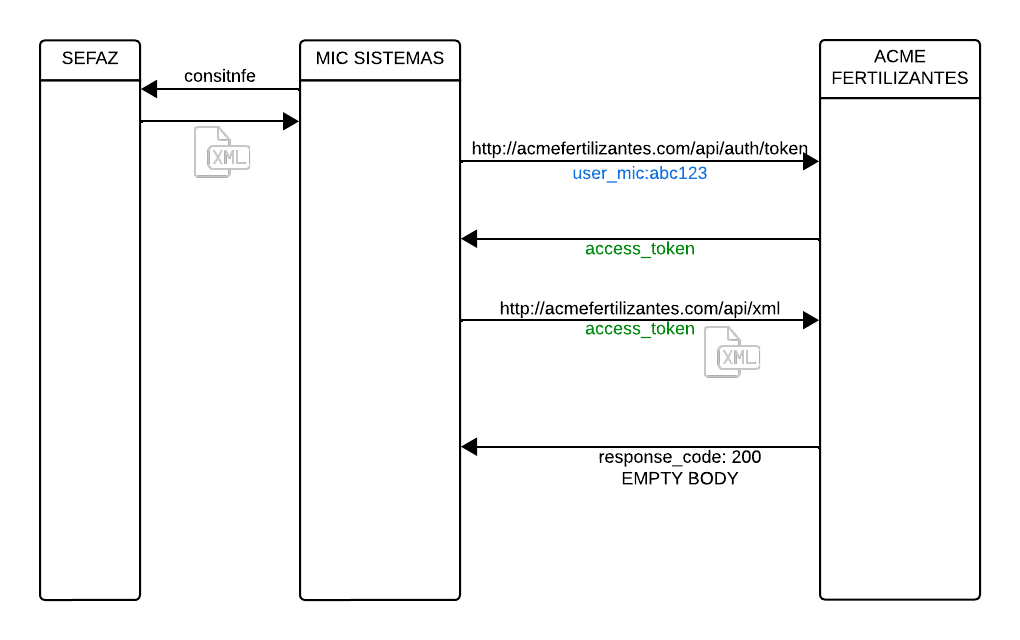 SEFAZ
MIC SISTEMAS
ACME
FERTILIZANTES
consitnfe
XML
http://acmefertilizantes.com/api/auth/token
user_mic:abc123
access_token
http://acmefertilizantes.com/api/xml
access_token
XML
response_code: 200
EMPTY BODY